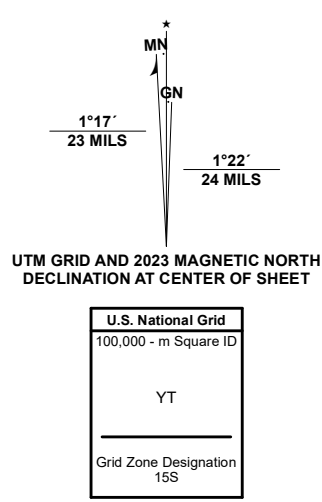 ★
MN
GN
1°17´
23 MILS
1°22´
24 MILS
UTM GRID AND 2023 MAGNETIC NORTH
DECLINATION AT CENTER OF SHEET
U.S. National Grid
100,000 - m Square ID
YT
Grid Zone Designation
15S